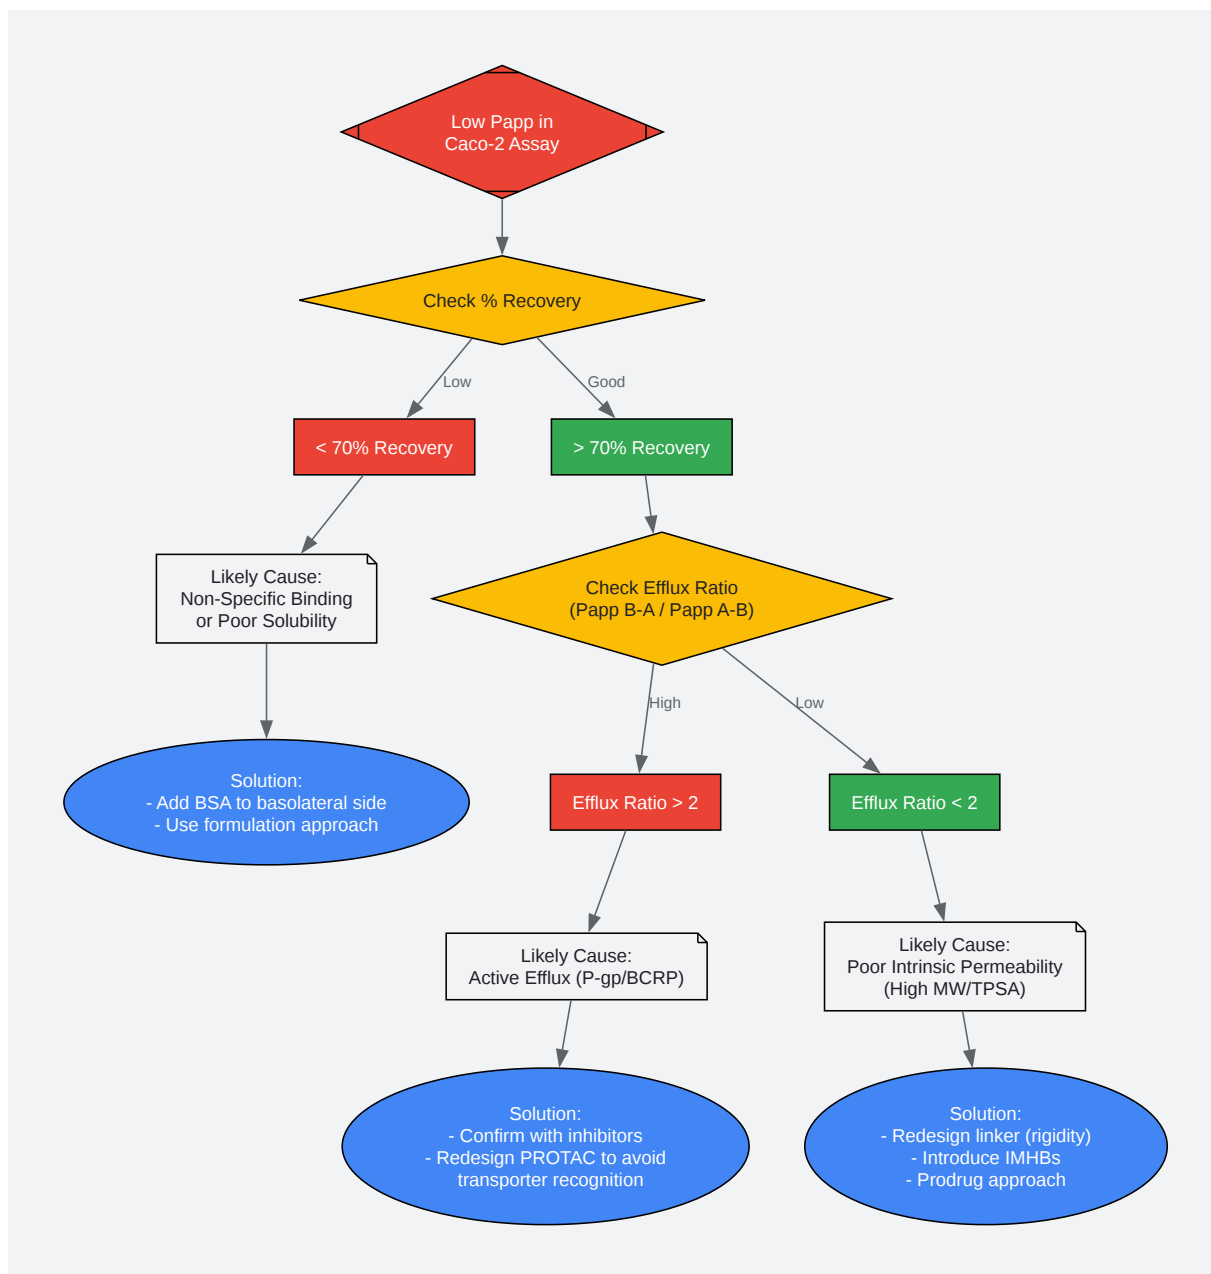 Low Papp in
Caco-2 Assay
Check % Recovery
Low
Good
< 70% Recovery
> 70% Recovery
Likely Cause:
Non-Specific Binding
or Poor Solubility
Check Efflux Ratio
(Papp B-A / Papp A-B)
High
Low
Solution:
- Add BSA to basolateral side
- Use formulation approach
Efflux Ratio > 2
Efflux Ratio < 2
Likely Cause:
Active Efflux (P-gp/BCRP)
Likely Cause:
Poor Intrinsic Permeability
(High MW/TPSA)
Solution:
- Confirm with inhibitors
- Redesign PROTAC to avoid
transporter recognition
Solution:
- Redesign linker (rigidity)
- Introduce IMHBs
- Prodrug approach